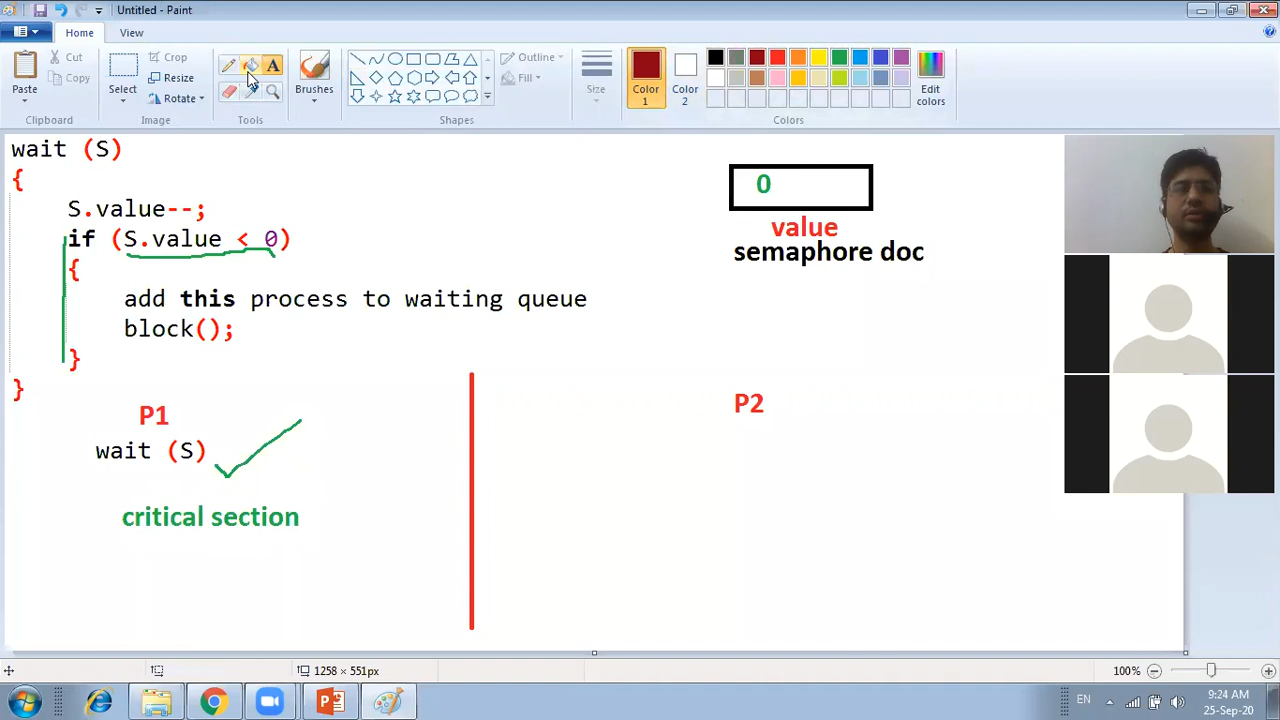 Untitled - Paint
Home
View
Paste
Cut
Copy
Clipboard
Select
Crop
Resize
Rotate
Image
A
Tools
Brushes
Outline
Fill
Shapes
Size
Color 1
Color 2
Edit colors
Colors
wait (S)
{
S.value--;
if (S.value < 0)
{
add this process to waiting queue
block();
}
}
0
value
semaphore doc
P1
wait (S)
critical section
P2
1258 × 551px
100%
EN
9:24 AM
25-Sep-20